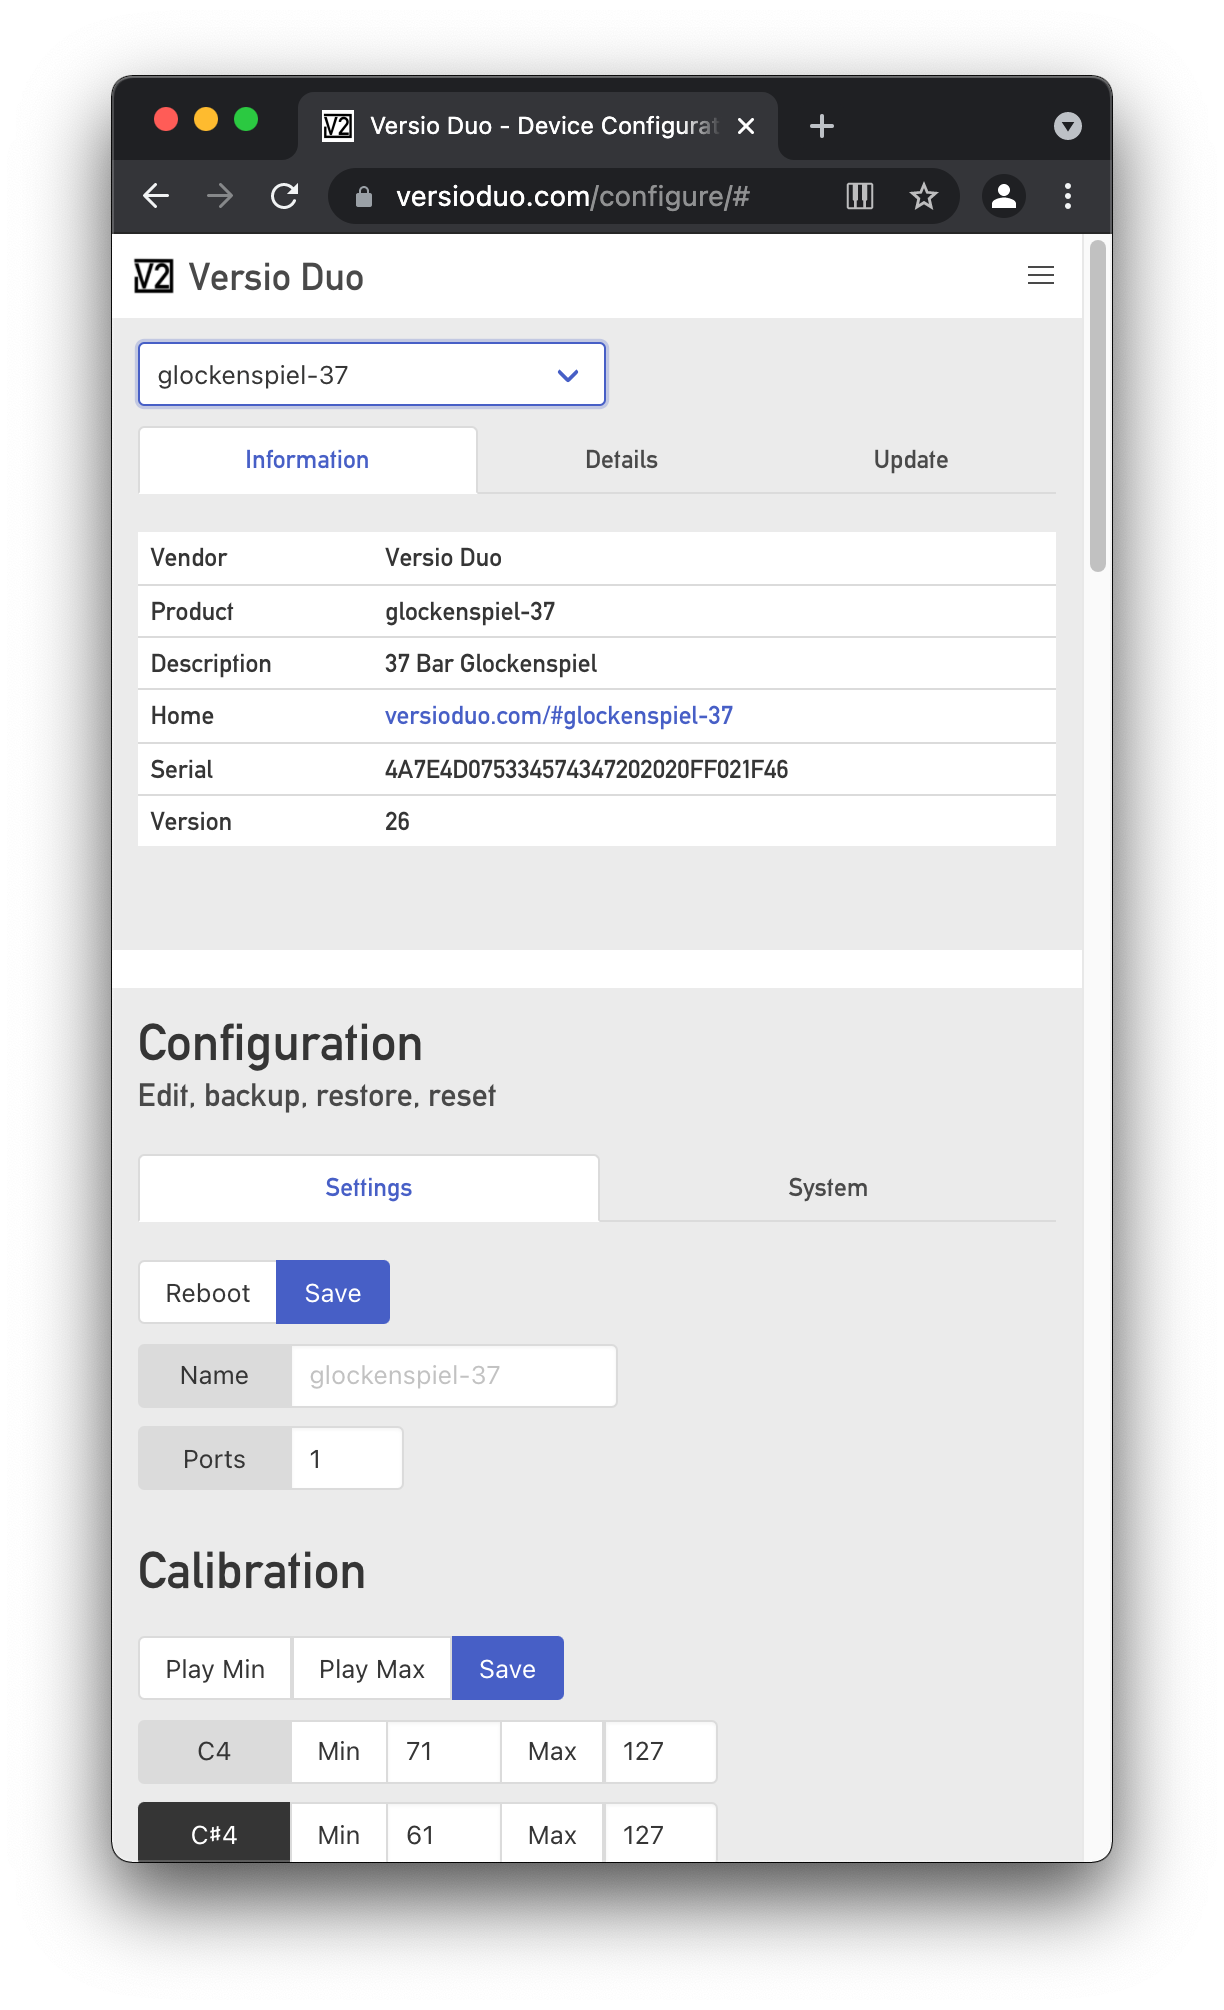 V2 Versio Duo - Device Configurat
versioduo.com/configure/#
V2 Versio Duo
glockenspiel-37
Information Details Update
Vendor Versio Duo
Product glockenspiel-37
Description 37 Bar Glockenspiel
Home versioduo.com/#glockenspiel-37
Serial 4A7E4D075334574347202020FF021F46
Version 26
Configuration
Edit, backup, restore, reset
Settings System
Reboot Save
Name glockenspiel-37
Ports 1
Calibration
Play Min Play Max Save
C4 Min 71 Max 127
C♯4 Min 61 Max 127